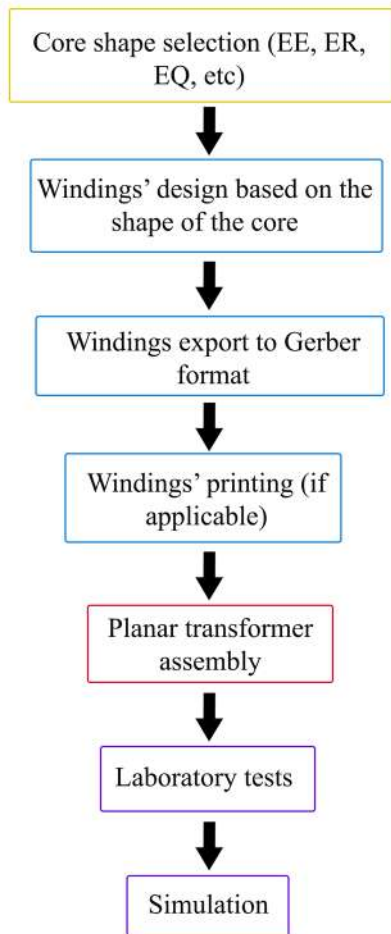 Core shape selection (EE, ER,
EQ, etc)
Windings’ design based on the
shape of the core
Windings export to Gerber
format
Windings’ printing (if
applicable)
Planar transformer
assembly
Laboratory tests
Simulation